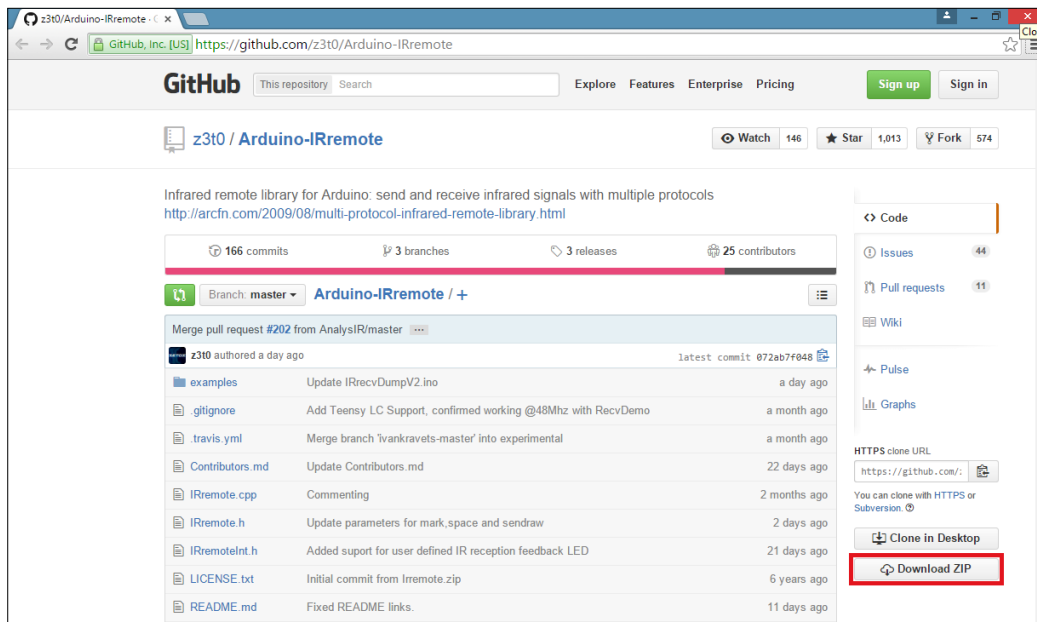 z3t0/Arduino-IRremote · G
Clo
GitHub, Inc. [US] https://github.com/z3t0/Arduino-IRremote
GitHub This repository Search Explore Features Enterprise Pricing Sign up Sign in
z3t0 / Arduino-IRremote Watch 146 Star 1,013 Fork 574
Infrared remote library for Arduino: send and receive infrared signals with multiple protocols
http://arcfn.com/2009/08/multi-protocol-infrared-remote-library.html
166 commits 3 branches 3 releases 25 contributors
Branch: master Arduino-IRremote / +
Merge pull request #202 from AnalysIR/master ...
z3t0 authored a day ago latest commit 072ab7f048
examples Update IRrecvDumpV2.ino a day ago
.gitignore Add Teensy LC Support, confirmed working @48Mhz with RecvDemo a month ago
.travis.yml Merge branch 'ivankravets-master' into experimental a month ago
Contributors.md Update Contributors.md 22 days ago
IRremote.cpp Commenting 2 months ago
IRremote.h Update parameters for mark,space and sendraw 2 days ago
IRremoteInt.h Added suport for user defined IR reception feedback LED 21 days ago
LICENSE.txt Initial commit from Irremote.zip 6 years ago
README.md Fixed README links. 11 days ago
Code
Issues 44
Pull requests 11
Wiki
Pulse
Graphs
HTTPS clone URL
https://github.com/:
You can clone with HTTPS or
Subversion.
Clone in Desktop
Download ZIP